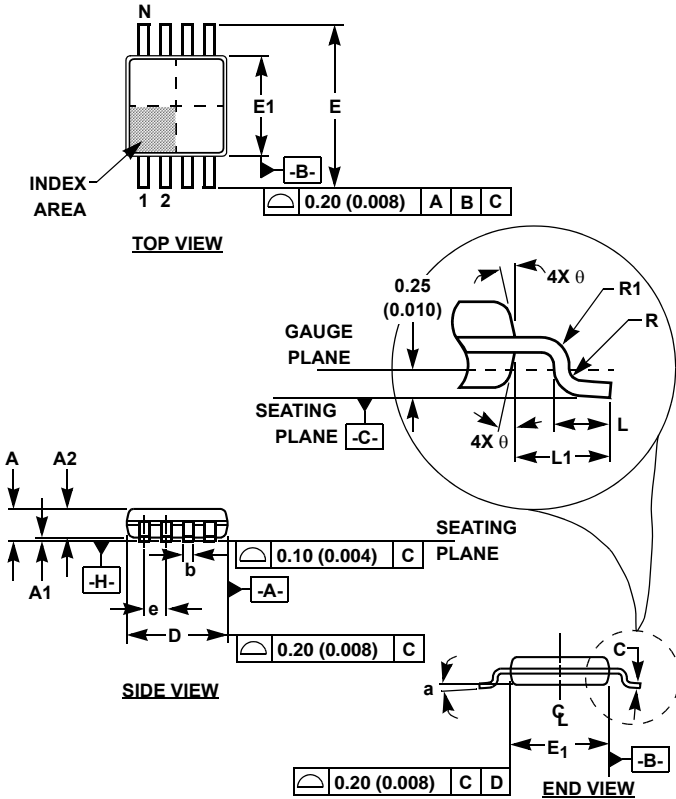 N
E1
E
-B-
INDEX
AREA
1 2
0.20 (0.008) A B C
TOP VIEW
0.25
(0.010)
4X θ
R1
R
GAUGE
PLANE
SEATING
PLANE -C-
4X θ
L
L1
A A2
SEATING
PLANE
0.10 (0.004) C
A1
-H-
b
-A-
e
D
0.20 (0.008) C
SIDE VIEW
C
a
CL
E1
-B-
0.20 (0.008) C D
END VIEW